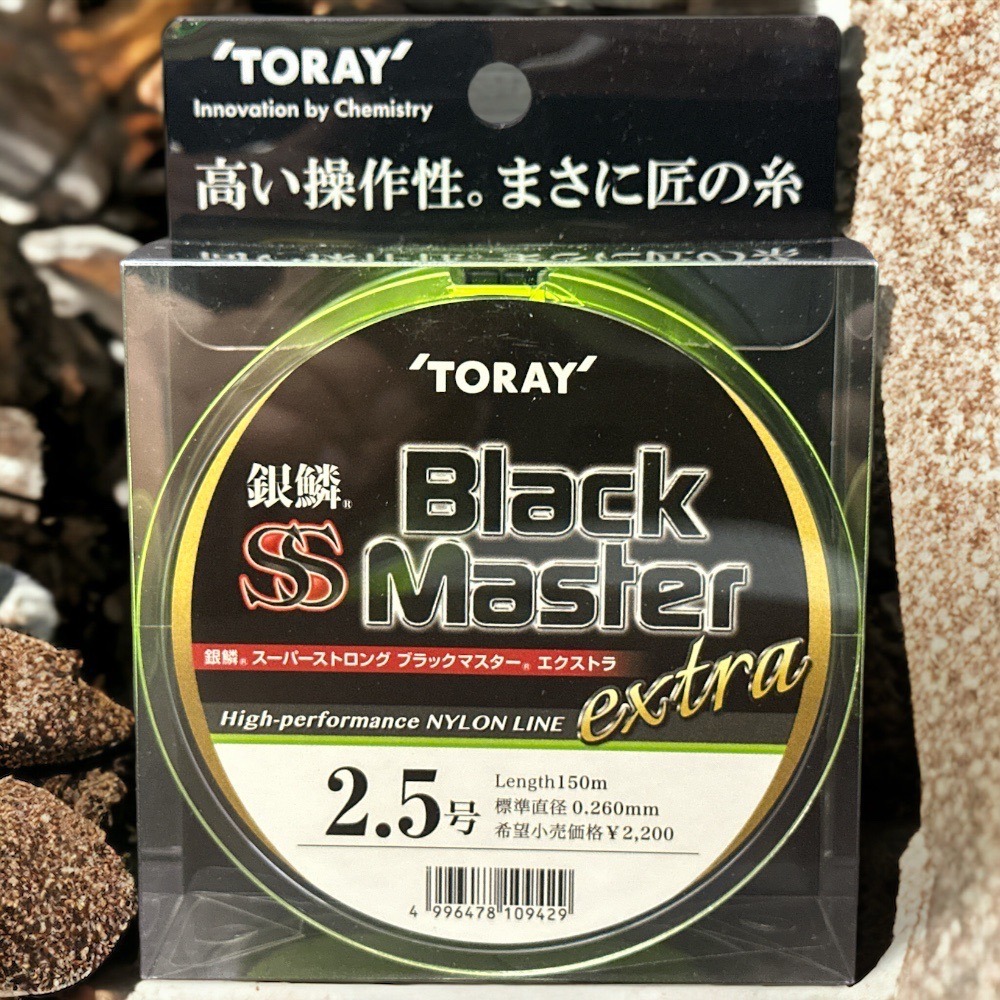 'TORAY'
Innovation by Chemistry
高い操作性。まさに匠の糸
'TORAY'
銀鱗®
SS
Black
Master
銀鱗® スーパーストロング ブラックマスター® エクストラ
extra
High-performance NYLON LINE
2.5号
Length150m
標準直径 0.260mm
希望小売価格¥2,200
4 996478 109429